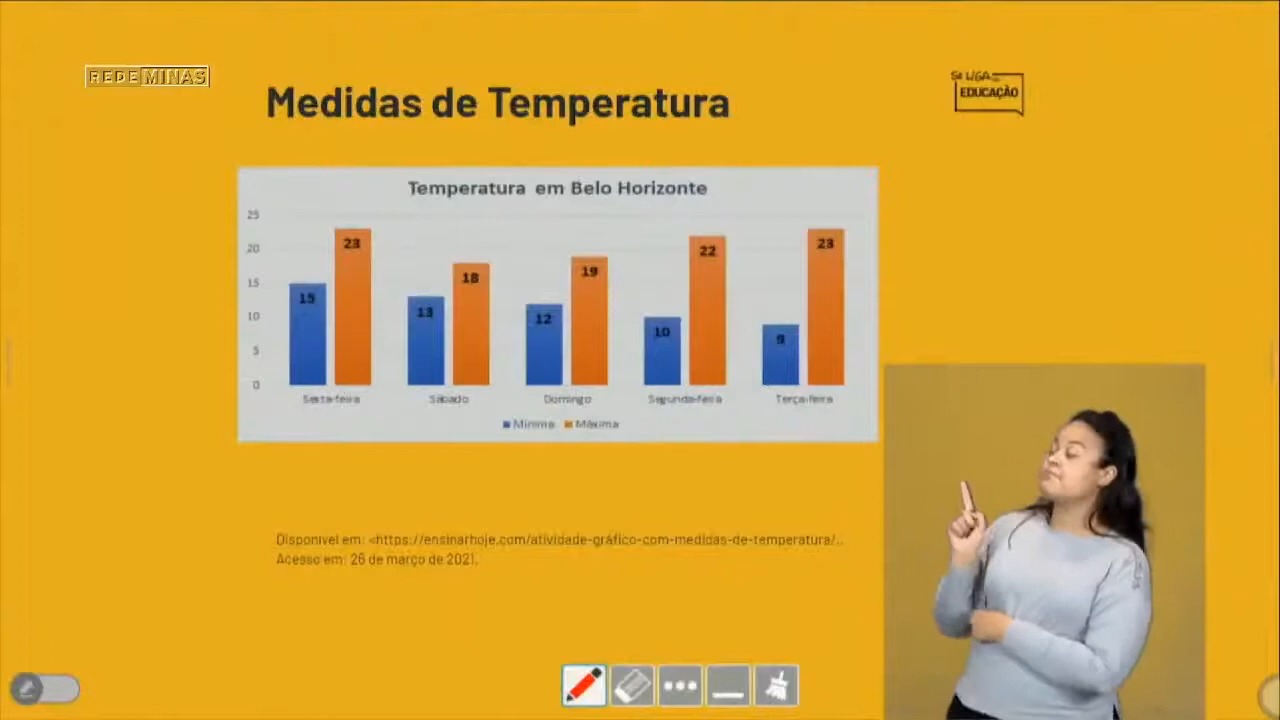 REDE MINAS
Se LIGA na
EDUCAÇÃO
Medidas de Temperatura
Temperatura em Belo Horizonte
25
20
15
10
5
0
15 23
13 18
12 19
10 22
9 23
Sexta-feira Sábado Domingo Segunda-feira Terça-feira
Mínima Máxima
Disponível em: <https://ensinarhoje.com/atividade-gráfico-com-medidas-de-temperatura/..
Acesso em: 26 de março de 2021.